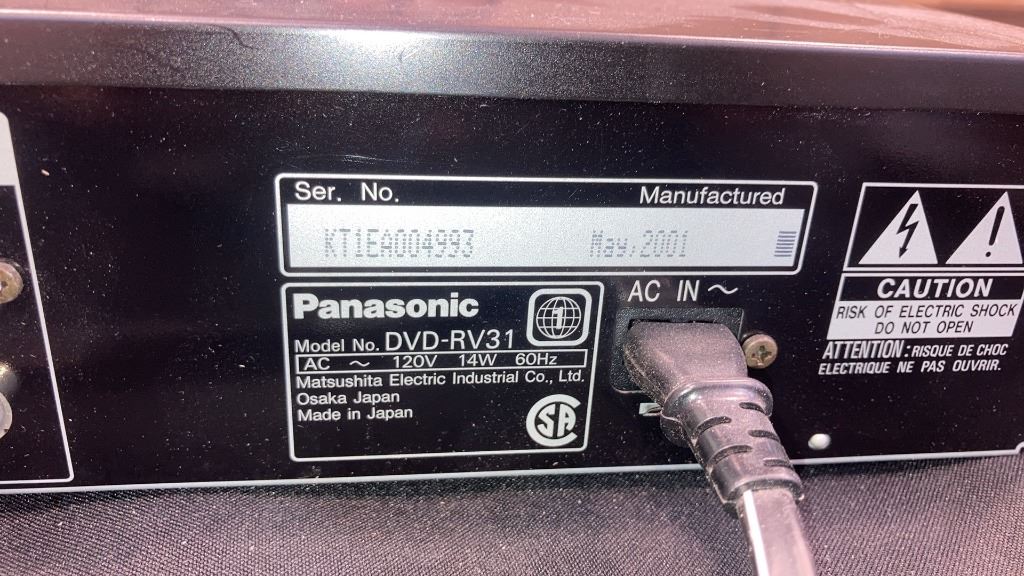 Ser. No. Manufactured
KT1EA004993 May.2001
Panasonic 1
Model No. DVD-RV31
AC ～ 120V 14W 60Hz
Matsushita Electric Industrial Co., Ltd.
Osaka Japan
Made in Japan
CSA
AC IN ～
CAUTION
RISK OF ELECTRIC SHOCK
DO NOT OPEN
ATTENTION : RISQUE DE CHOC
ELECTRIQUE NE PAS OUVRIR.